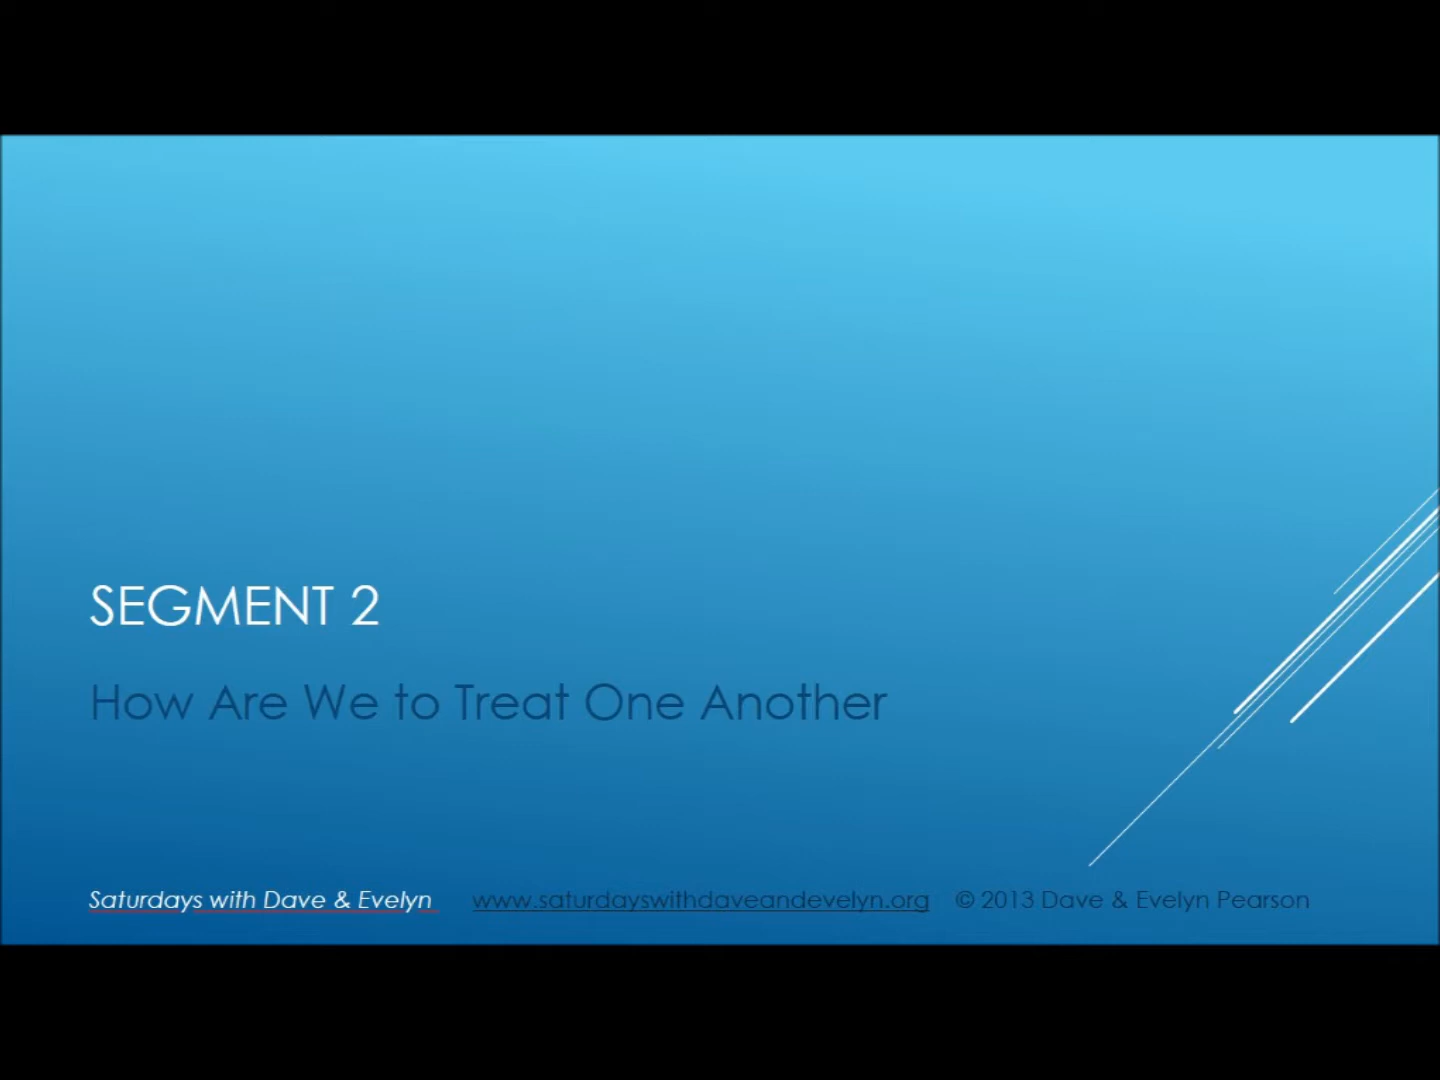 SEGMENT 2
How Are We to Treat One Another
Saturdays with Dave & Evelyn www.saturdayswithdaveandevelyn.org © 2013 Dave & Evelyn Pearson